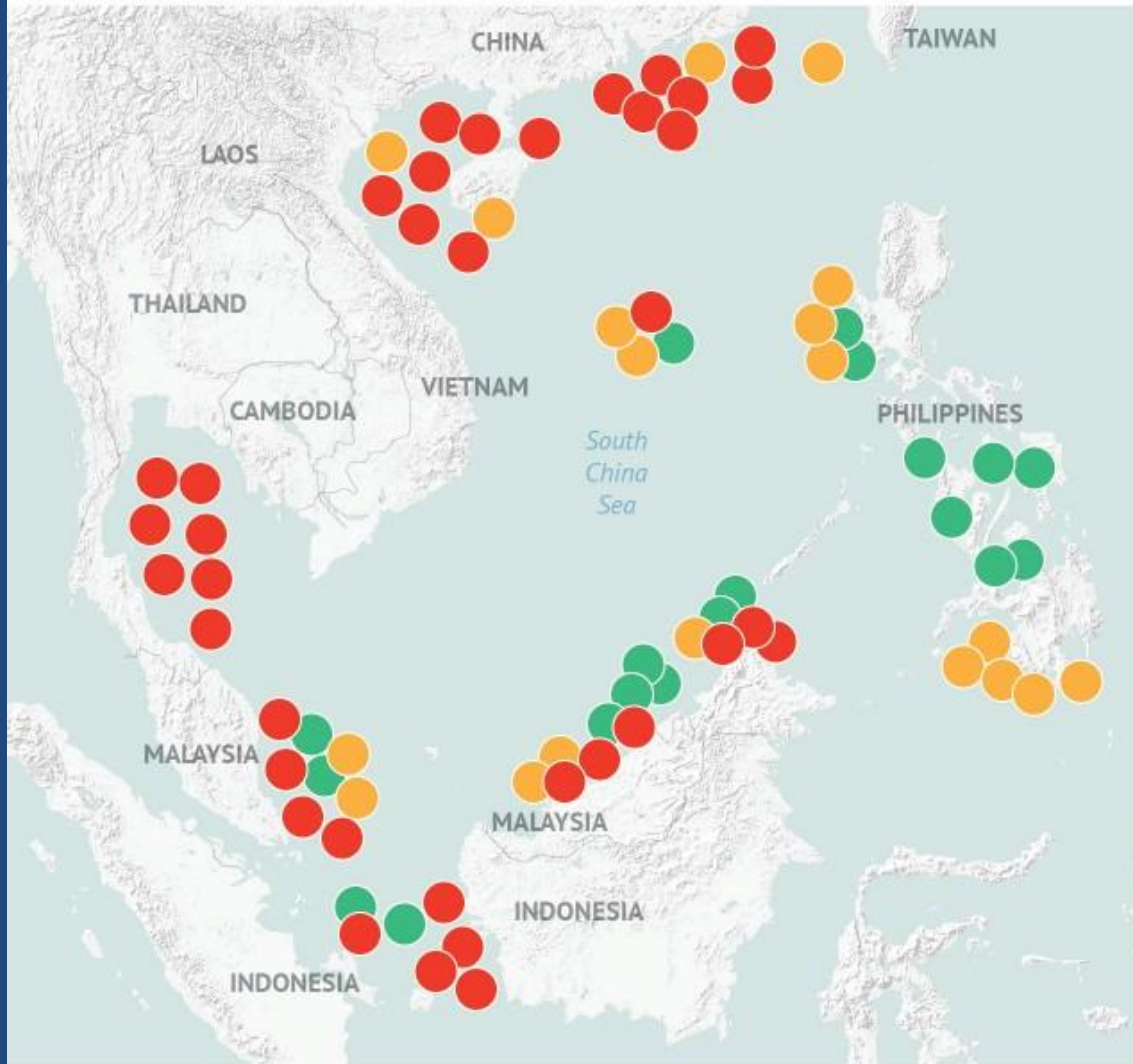 CHINA
TAIWAN
LAOS
THAILAND
VIETNAM
CAMBODIA
PHILIPPINES
South
China
Sea
MALAYSIA
MALAYSIA
INDONESIA
INDONESIA